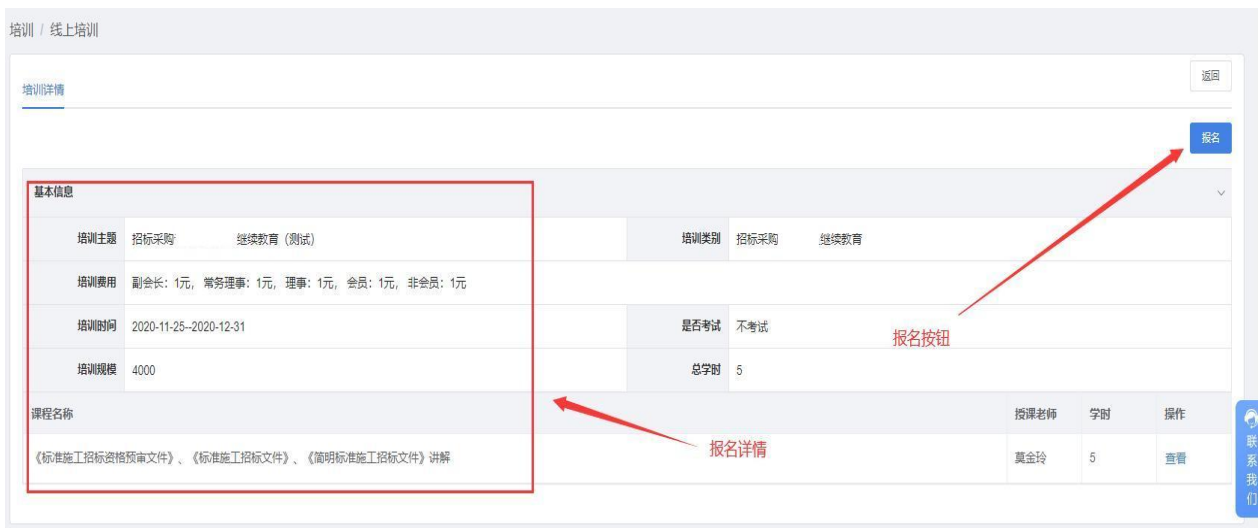 培训 / 线上培训
返回
培训详情
报名
基本信息
培训主题 招标采购 继续教育（测试） 培训类别 招标采购 继续教育
培训费用 副会长：1元， 常务理事：1元， 理事：1元， 会员：1元， 非会员：1元
培训时间 2020-11-25--2020-12-31 是否考试 不考试
报名按钮
培训规模 4000 总学时 5
课程名称 授课老师 学时 操作
报名详情
《标准施工招标资格预审文件》、《标准施工招标文件》、《简明标准施工招标文件》讲解 莫金玲 5 查看
联系我们